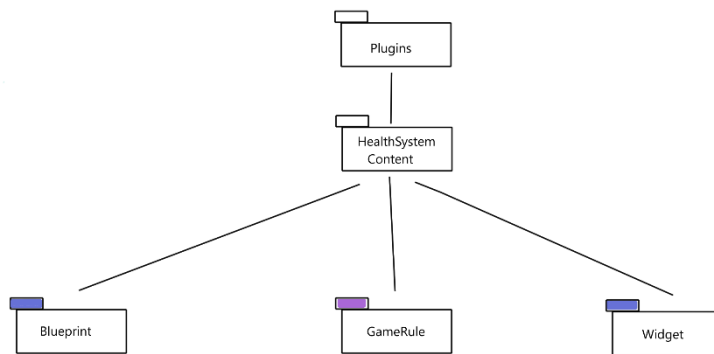 Plugins
HealthSystem
Content
Blueprint
GameRule
Widget